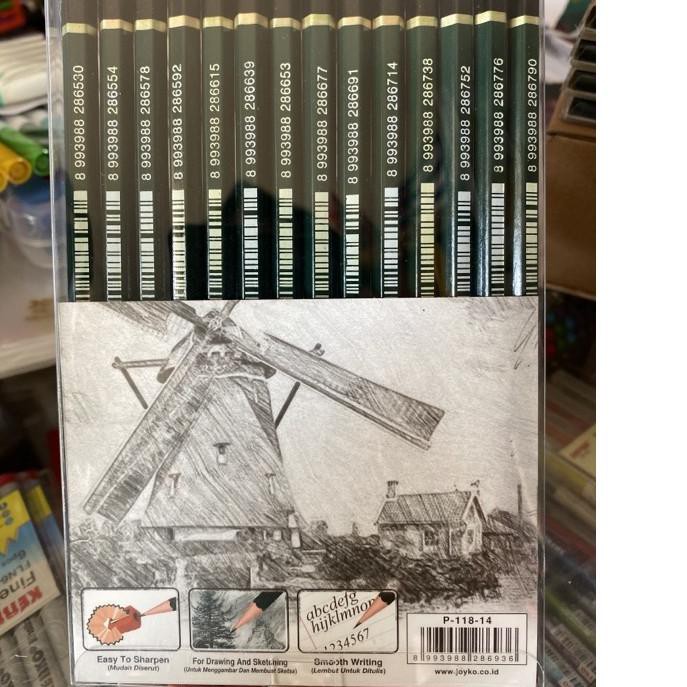 8 993988 286530
8 993988 286554
8 993988 286578
8 993988 286592
8 993988 286615
8 993988 286639
8 993988 286653
8 993988 286677
8 993988 286691
8 993988 286714
8 993988 286738
8 993988 286752
8 993988 286776
8 993988 286790
abcdefg
hijklmnop
1234567
Easy To Sharpen
(Mudah Diserut)
For Drawing And Sketching
(Untuk Menggambar Dan Membuat Sketsa)
Smooth Writing
(Lembut Untuk Ditulis)
P-118-14
8 993988 286936
www.joyko.co.id
Fine